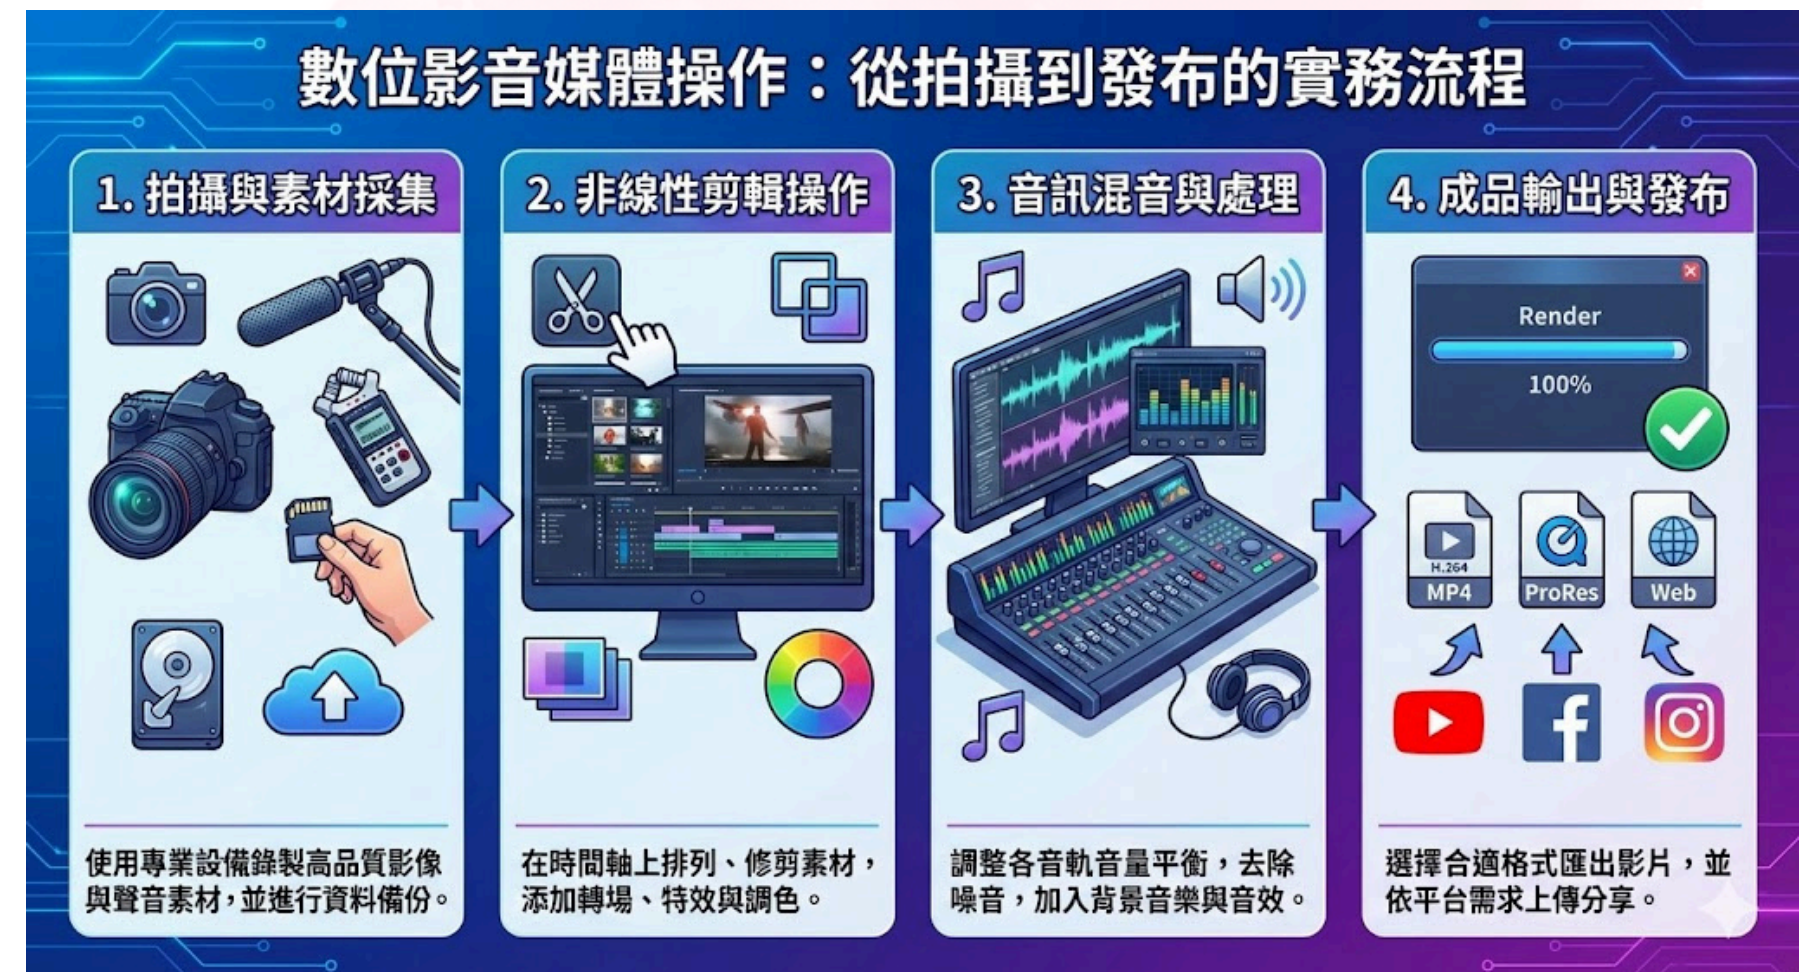 數位影音媒體操作：從拍攝到發布的實務流程
1. 拍攝與素材採集
使用專業設備錄製高品質影像
與聲音素材，並進行資料備份。
2. 非線性剪輯操作
在時間軸上排列、修剪素材，
添加轉場、特效與調色。
3. 音訊混音與處理
調整各音軌音量平衡，去除
噪音，加入背景音樂與音效。
4. 成品輸出與發布
Render
100%
H.264
MP4
ProRes
Web
選擇合適格式匯出影片，並
依平台需求上傳分享。